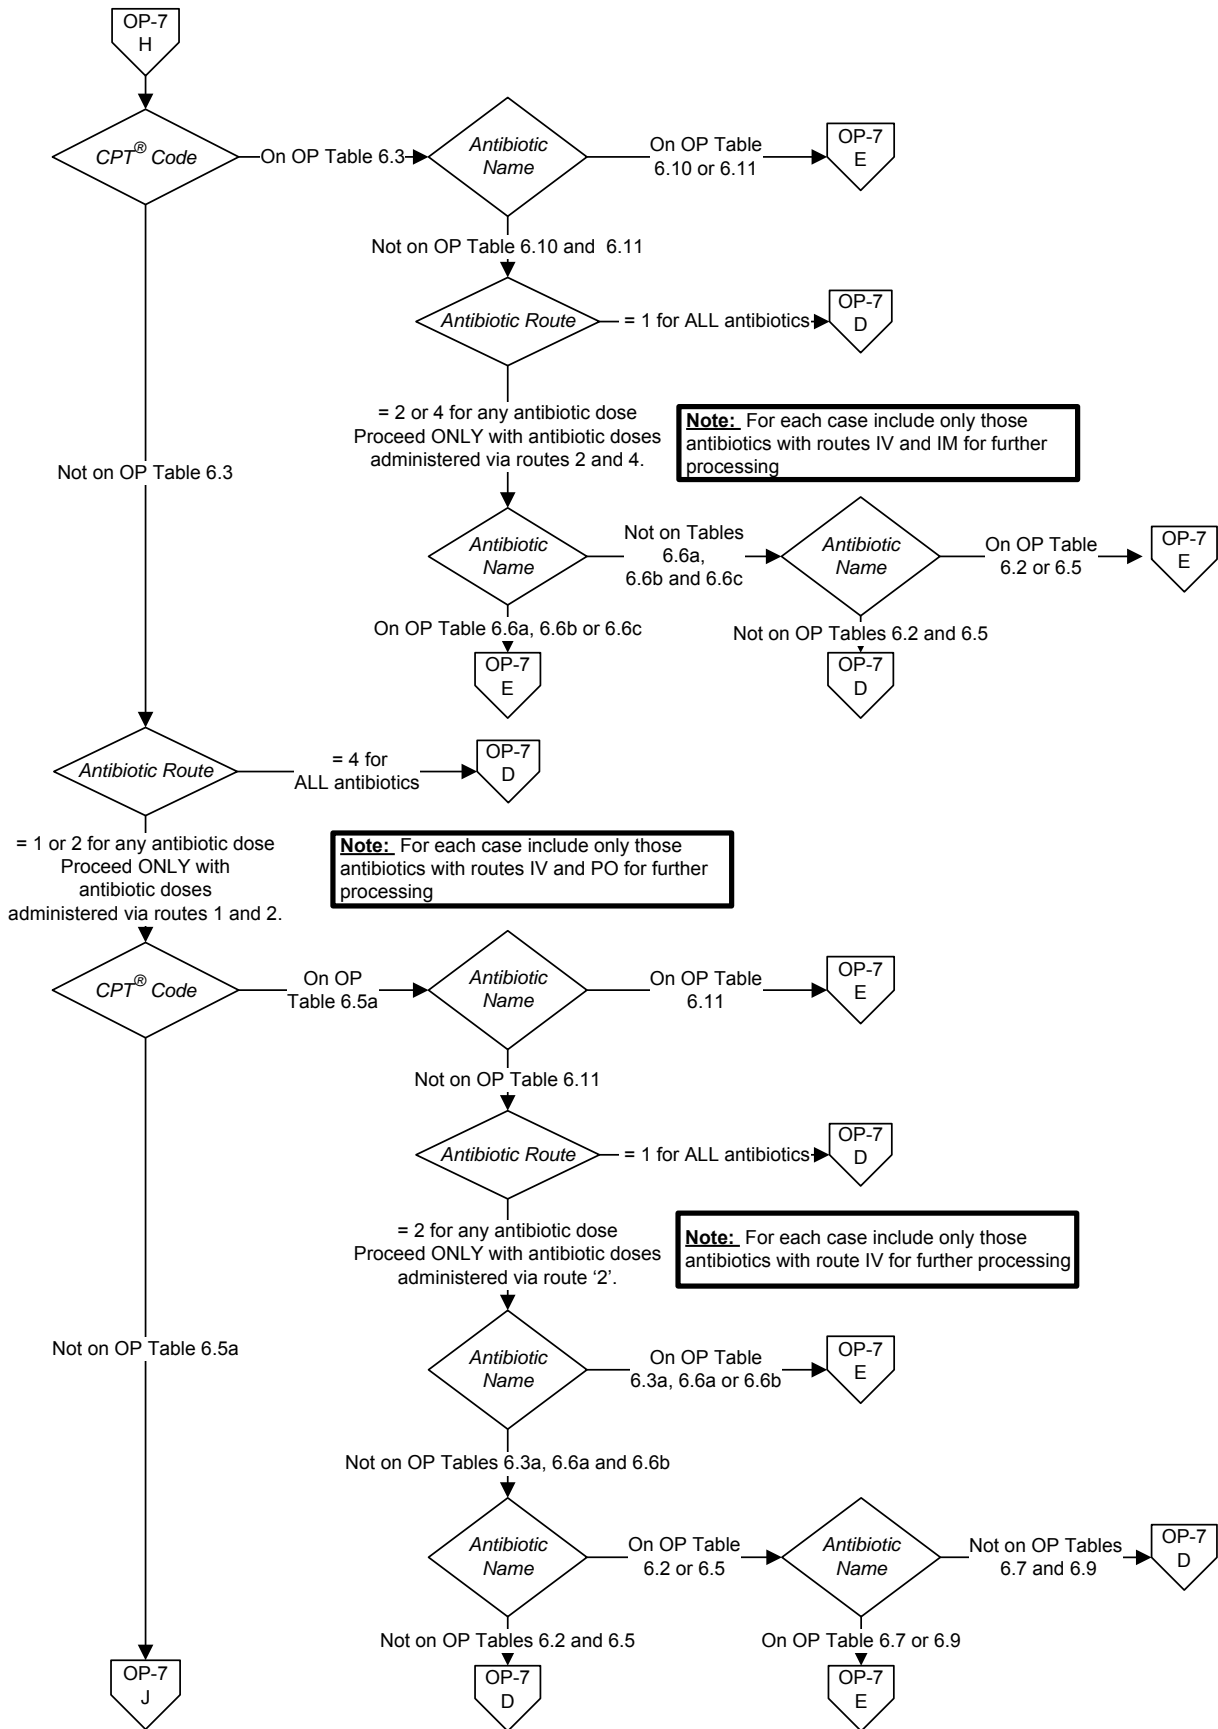 OP-7
H
CPT® Code
On OP Table 6.3
Antibiotic
Name
On OP Table
6.10 or 6.11
OP-7
E
Not on OP Table 6.10 and 6.11
Antibiotic Route
= 1 for ALL antibiotics
OP-7
D
= 2 or 4 for any antibiotic dose
Proceed ONLY with antibiotic doses
administered via routes 2 and 4.
Note: For each case include only those
antibiotics with routes IV and IM for further
processing
Not on OP Table 6.3
Antibiotic
Name
Not on Tables
6.6a,
6.6b and 6.6c
Antibiotic
Name
On OP Table
6.2 or 6.5
OP-7
E
On OP Table 6.6a, 6.6b or 6.6c
Not on OP Tables 6.2 and 6.5
OP-7
E
OP-7
D
Antibiotic Route
= 4 for
ALL antibiotics
OP-7
D
= 1 or 2 for any antibiotic dose
Proceed ONLY with
antibiotic doses
administered via routes 1 and 2.
Note: For each case include only those
antibiotics with routes IV and PO for further
processing
CPT® Code
On OP
Table 6.5a
Antibiotic
Name
On OP Table
6.11
OP-7
E
Not on OP Table 6.11
Antibiotic Route
= 1 for ALL antibiotics
OP-7
D
= 2 for any antibiotic dose
Proceed ONLY with antibiotic doses
administered via route ‘2’.
Note: For each case include only those
antibiotics with route IV for further processing
Not on OP Table 6.5a
Antibiotic
Name
On OP Table
6.3a, 6.6a or 6.6b
OP-7
E
Not on OP Tables 6.3a, 6.6a and 6.6b
Antibiotic
Name
On OP Table
6.2 or 6.5
Antibiotic
Name
Not on OP Tables
6.7 and 6.9
OP-7
D
Not on OP Tables 6.2 and 6.5
On OP Table 6.7 or 6.9
OP-7
J
OP-7
D
OP-7
E